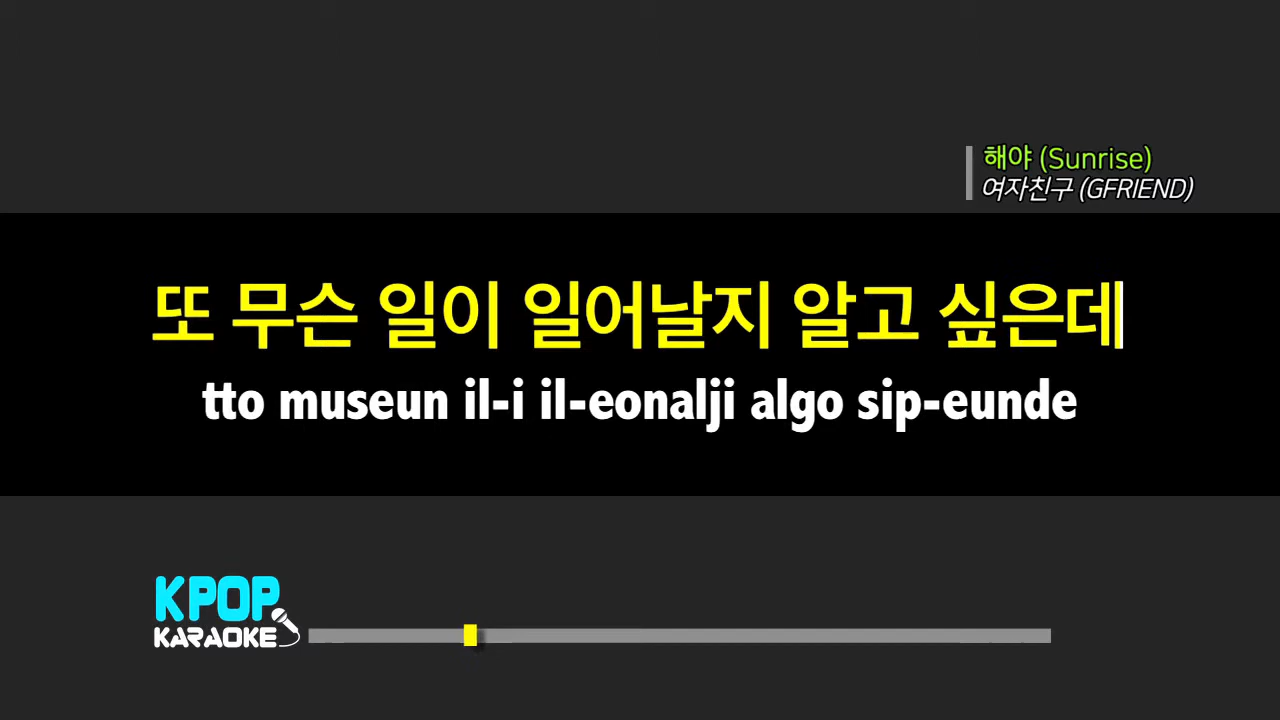 해야 (Sunrise)
여자친구 (GFRIEND)
또 무슨 일이 일어날지 알고 싶은데
tto museun il-i il-eonalji algo sip-eunde
KPOP
KARAOKE